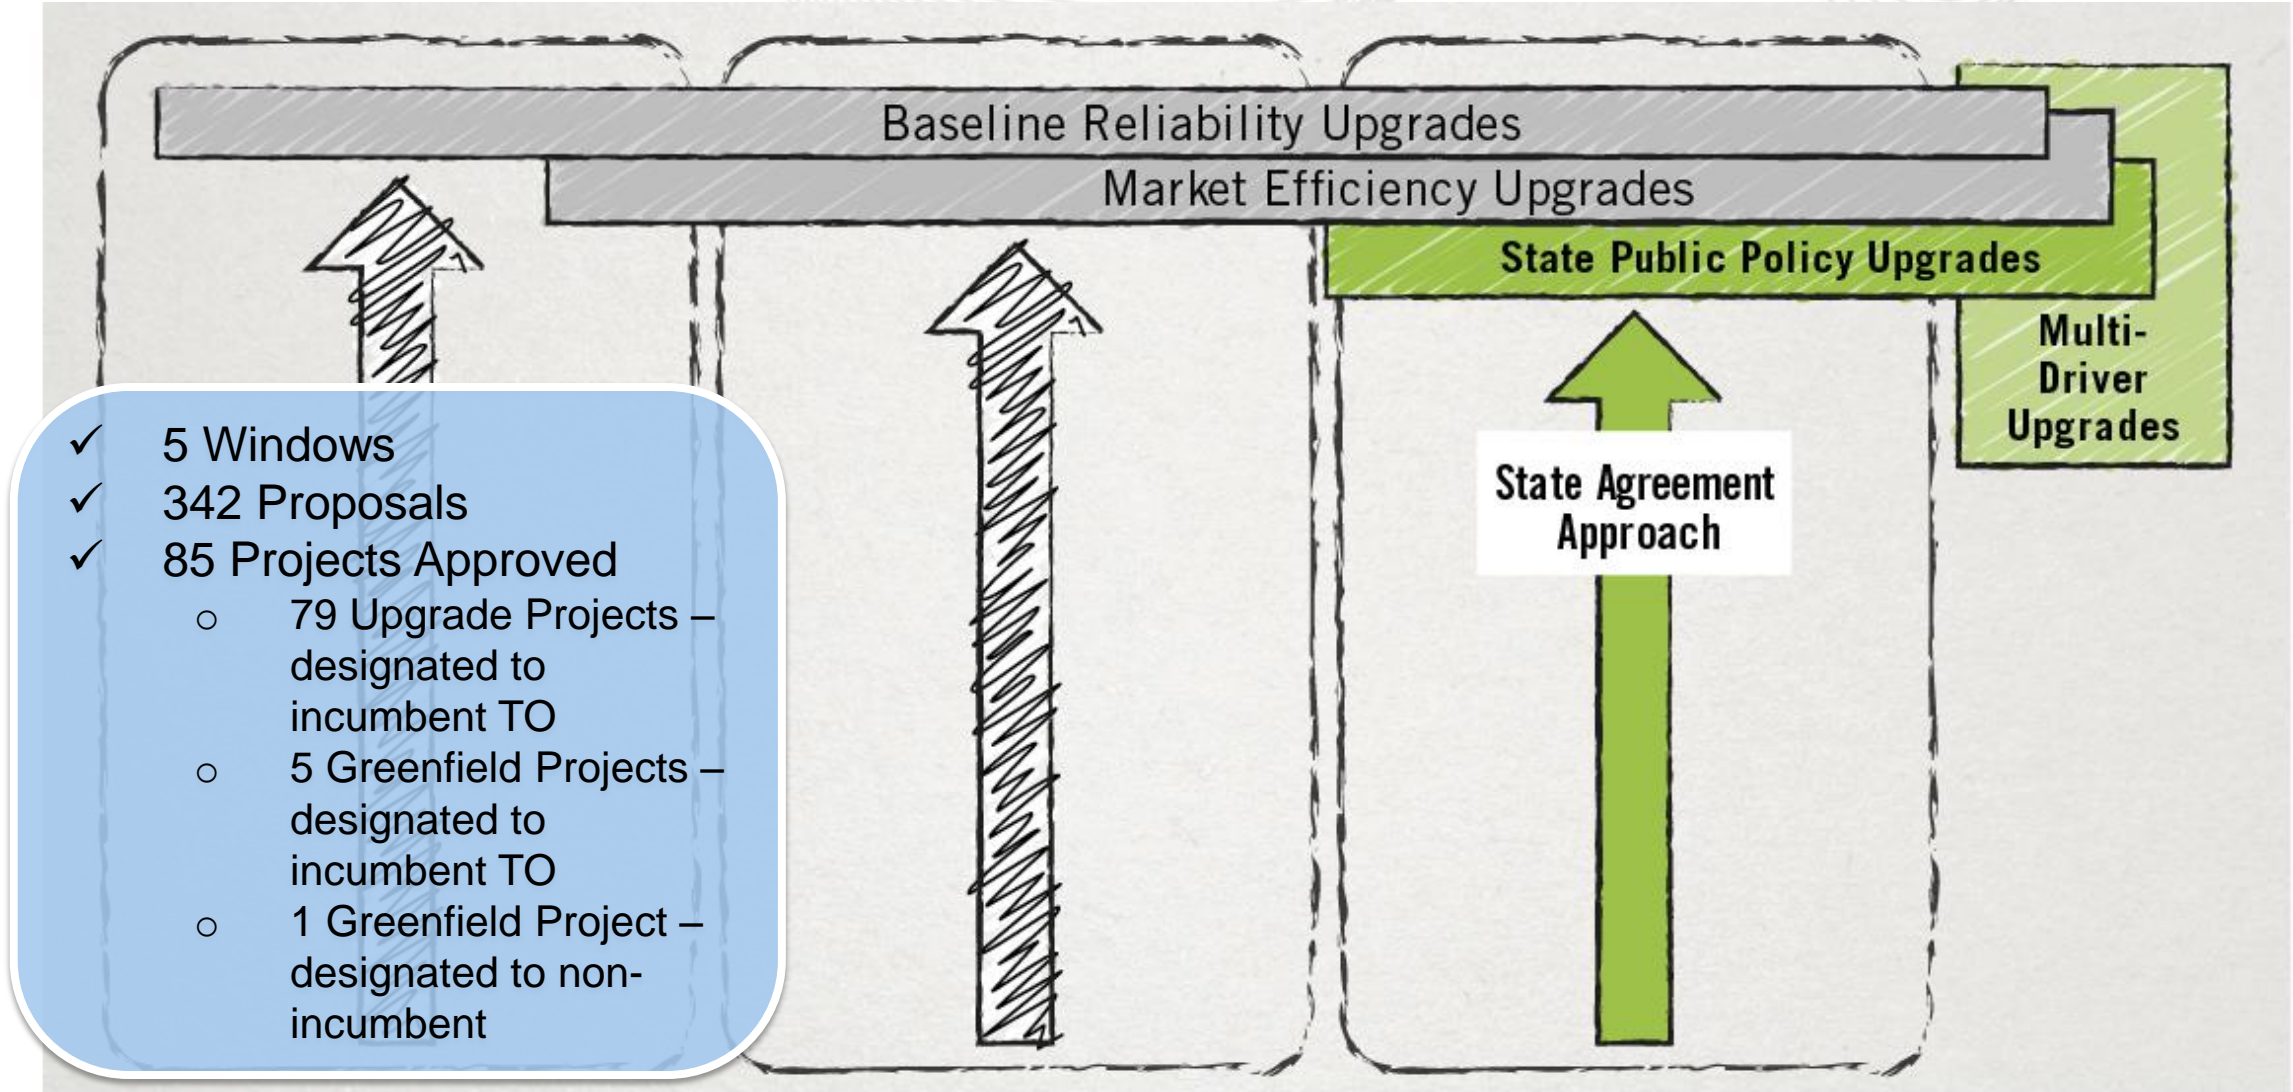 Baseline Reliability Upgrades
Market Efficiency Upgrades
State Public Policy Upgrades
Multi-
Driver
Upgrades
State Agreement
Approach
✓ 5 Windows
✓ 342 Proposals
✓ 85 Projects Approved
o 79 Upgrade Projects –
designated to
incumbent TO
o 5 Greenfield Projects –
designated to
incumbent TO
o 1 Greenfield Project –
designated to non-
incumbent